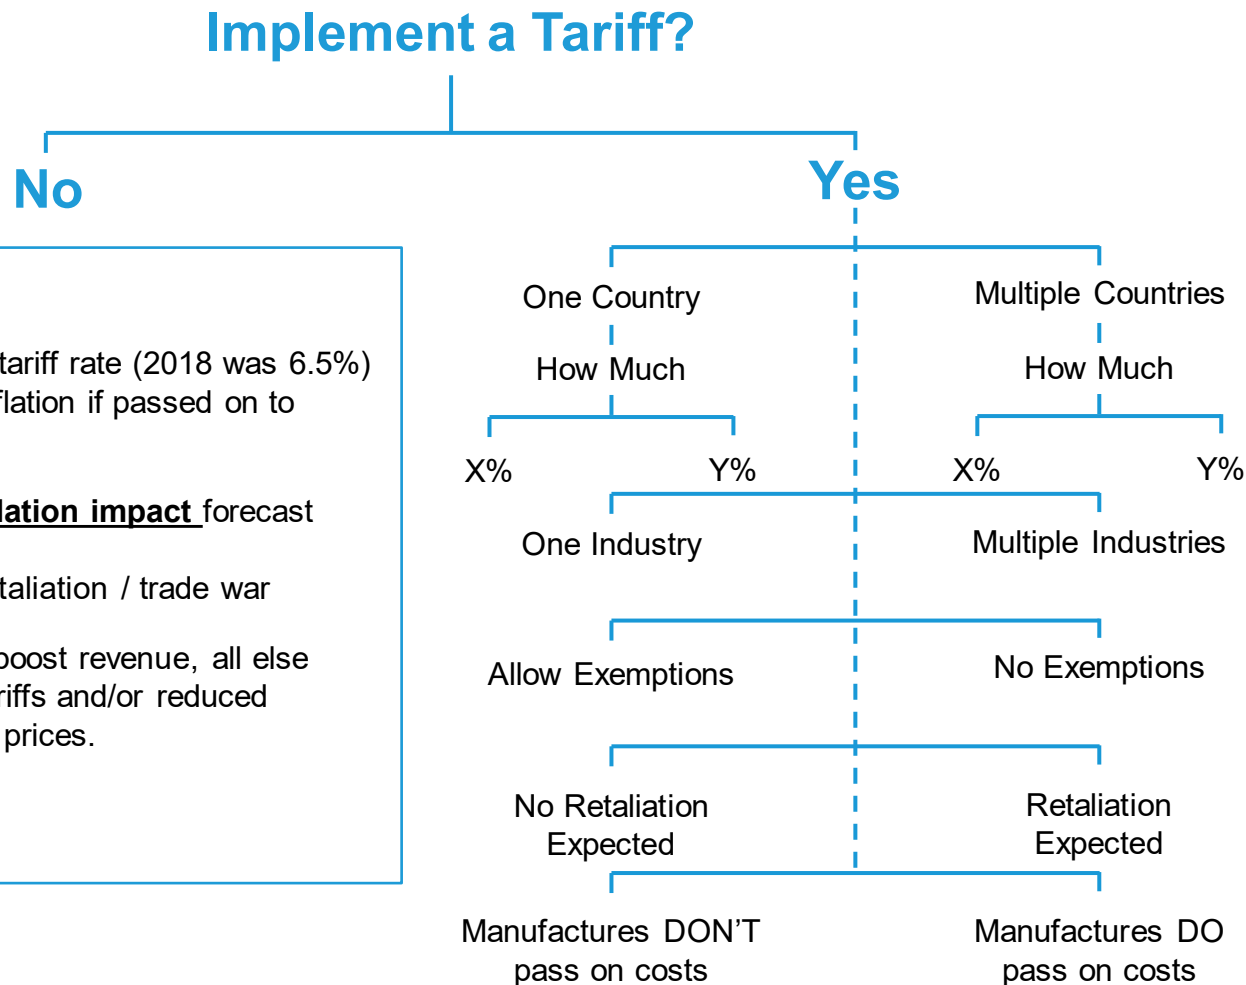 Implement a Tariff?
No
Yes
tariff rate (2018 was 6.5%)
flation if passed on to
lation impact forecast
taliation / trade war
boost revenue, all else
riffs and/or reduced
prices.
One Country
Multiple Countries
How Much
How Much
X%
Y%
X%
Y%
One Industry
Multiple Industries
Allow Exemptions
No Exemptions
No Retaliation
Expected
Retaliation
Expected
Manufactures DON'T
pass on costs
Manufactures DO
pass on costs